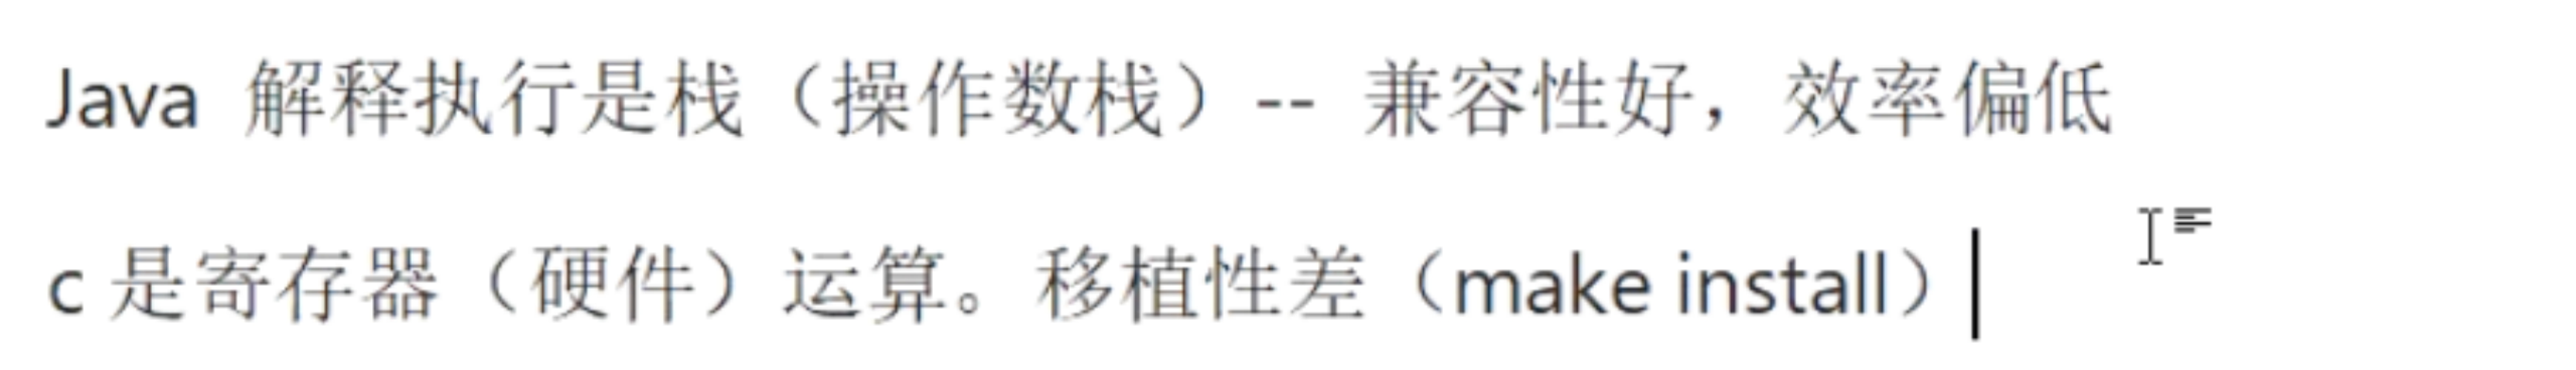 Java 解释执行是栈（操作数栈）-- 兼容性好，效率偏低
c 是寄存器（硬件）运算。移植性差（make install）